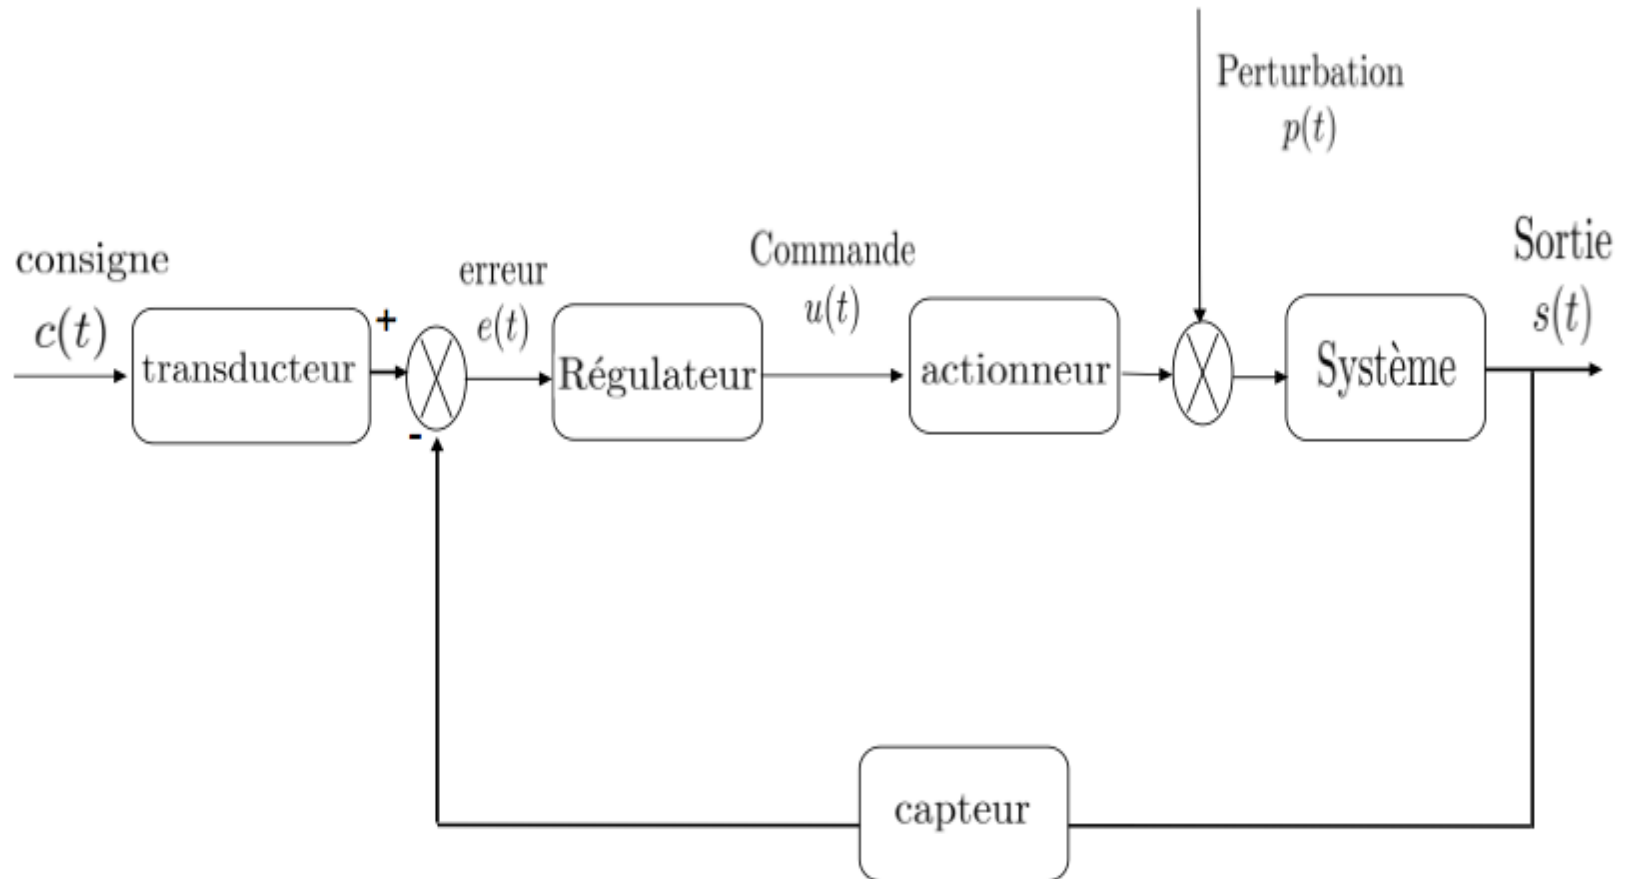 Perturbation
p(t)
consigne
c(t)
transducteur
+
-
erreur
e(t)
Régulateur
Commande
u(t)
actionneur
Système
Sortie
s(t)
capteur